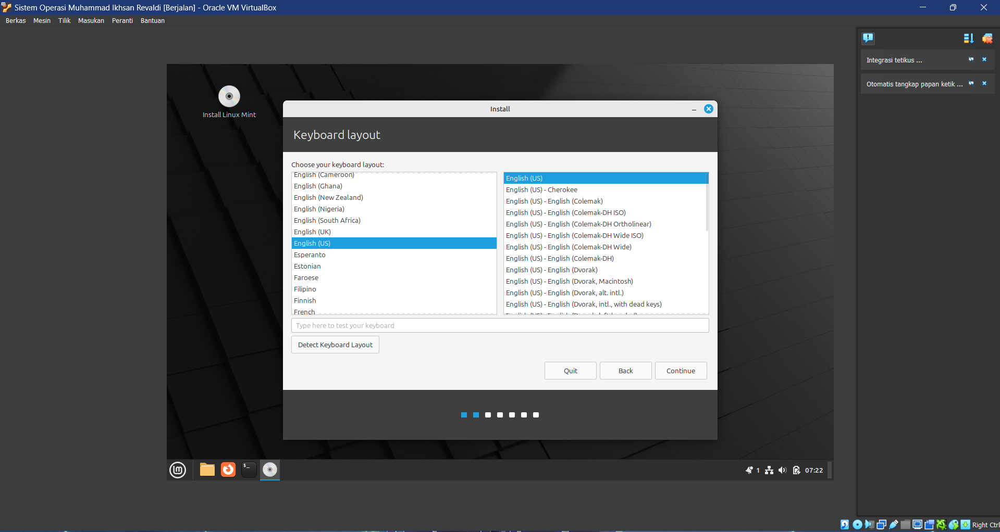 Sistem Operasi Muhammad Ikhsan Revaldi [Berjalan] - Oracle VM VirtualBox
Berkas Mesin Tilik Masukan Peranti Bantuan
Integrasi tetikus ...
Otomatis tangkap papan ketik ...
Install Linux Mint
Install
Keyboard layout
Choose your keyboard layout:
English (Cameroon)
English (Ghana)
English (New Zealand)
English (Nigeria)
English (South Africa)
English (UK)
English (US)
Esperanto
Estonian
Faroese
Filipino
Finnish
French
English (US)
English (US) - Cherokee
English (US) - English (Colemak)
English (US) - English (Colemak-DH ISO)
English (US) - English (Colemak-DH Ortholinear)
English (US) - English (Colemak-DH Wide ISO)
English (US) - English (Colemak-DH Wide)
English (US) - English (Colemak-DH)
English (US) - English (Dvorak)
English (US) - English (Dvorak, Macintosh)
English (US) - English (Dvorak, alt. intl.)
English (US) - English (Dvorak, intl., with dead keys)
Type here to test your keyboard
Detect Keyboard Layout
Quit Back Continue
1 07:22
Right Ctrl